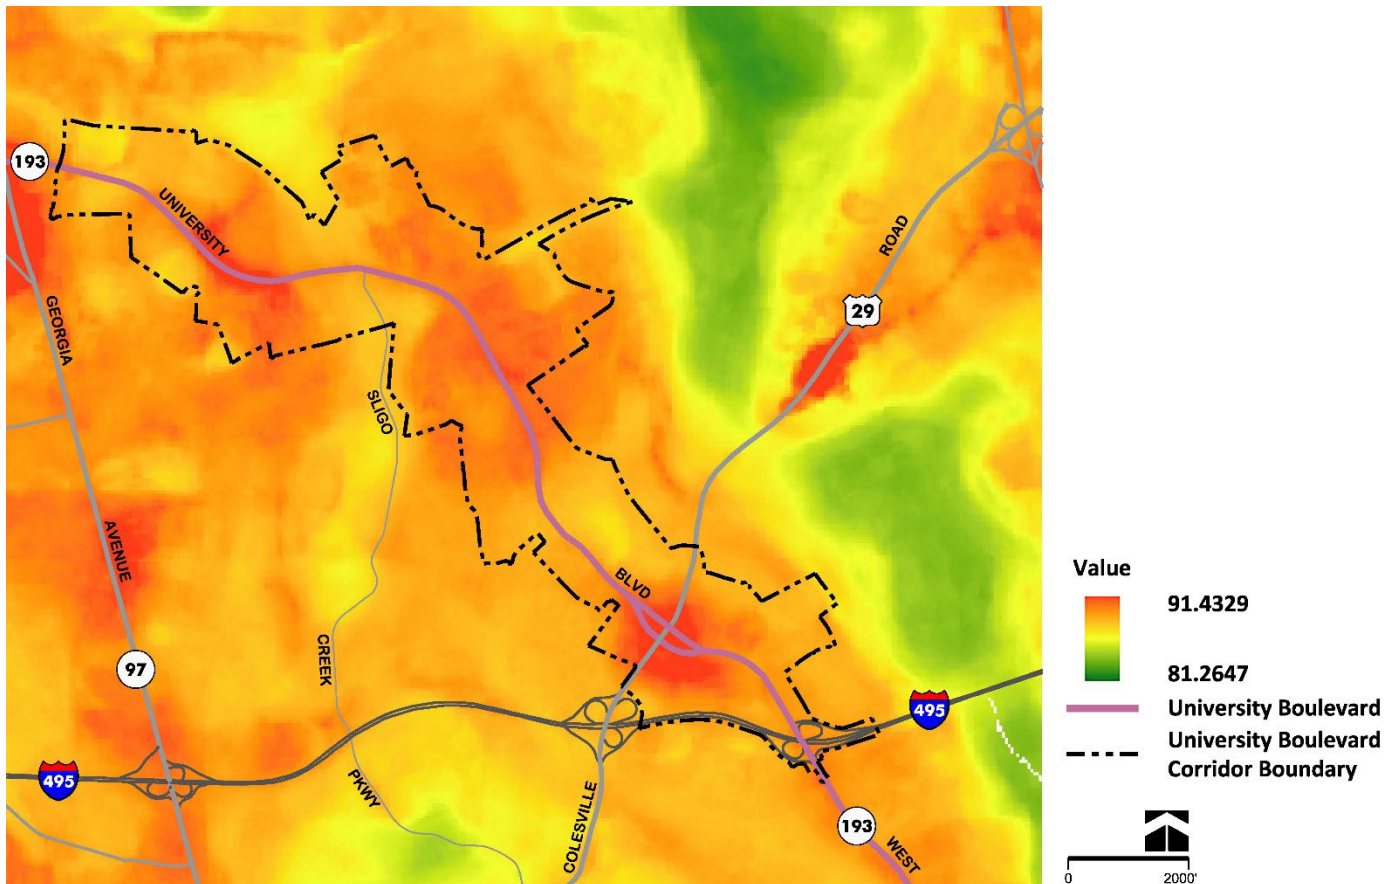 193
UNIVERSITY
ROAD
29
GEORGIA
SLIGO
AVENUE
BLVD
CREEK
97
495
495
PKWY
COLESVILLE
193
WEST
Value
91.4329
81.2647
University Boulevard
University Boulevard
Corridor Boundary
0 2000'